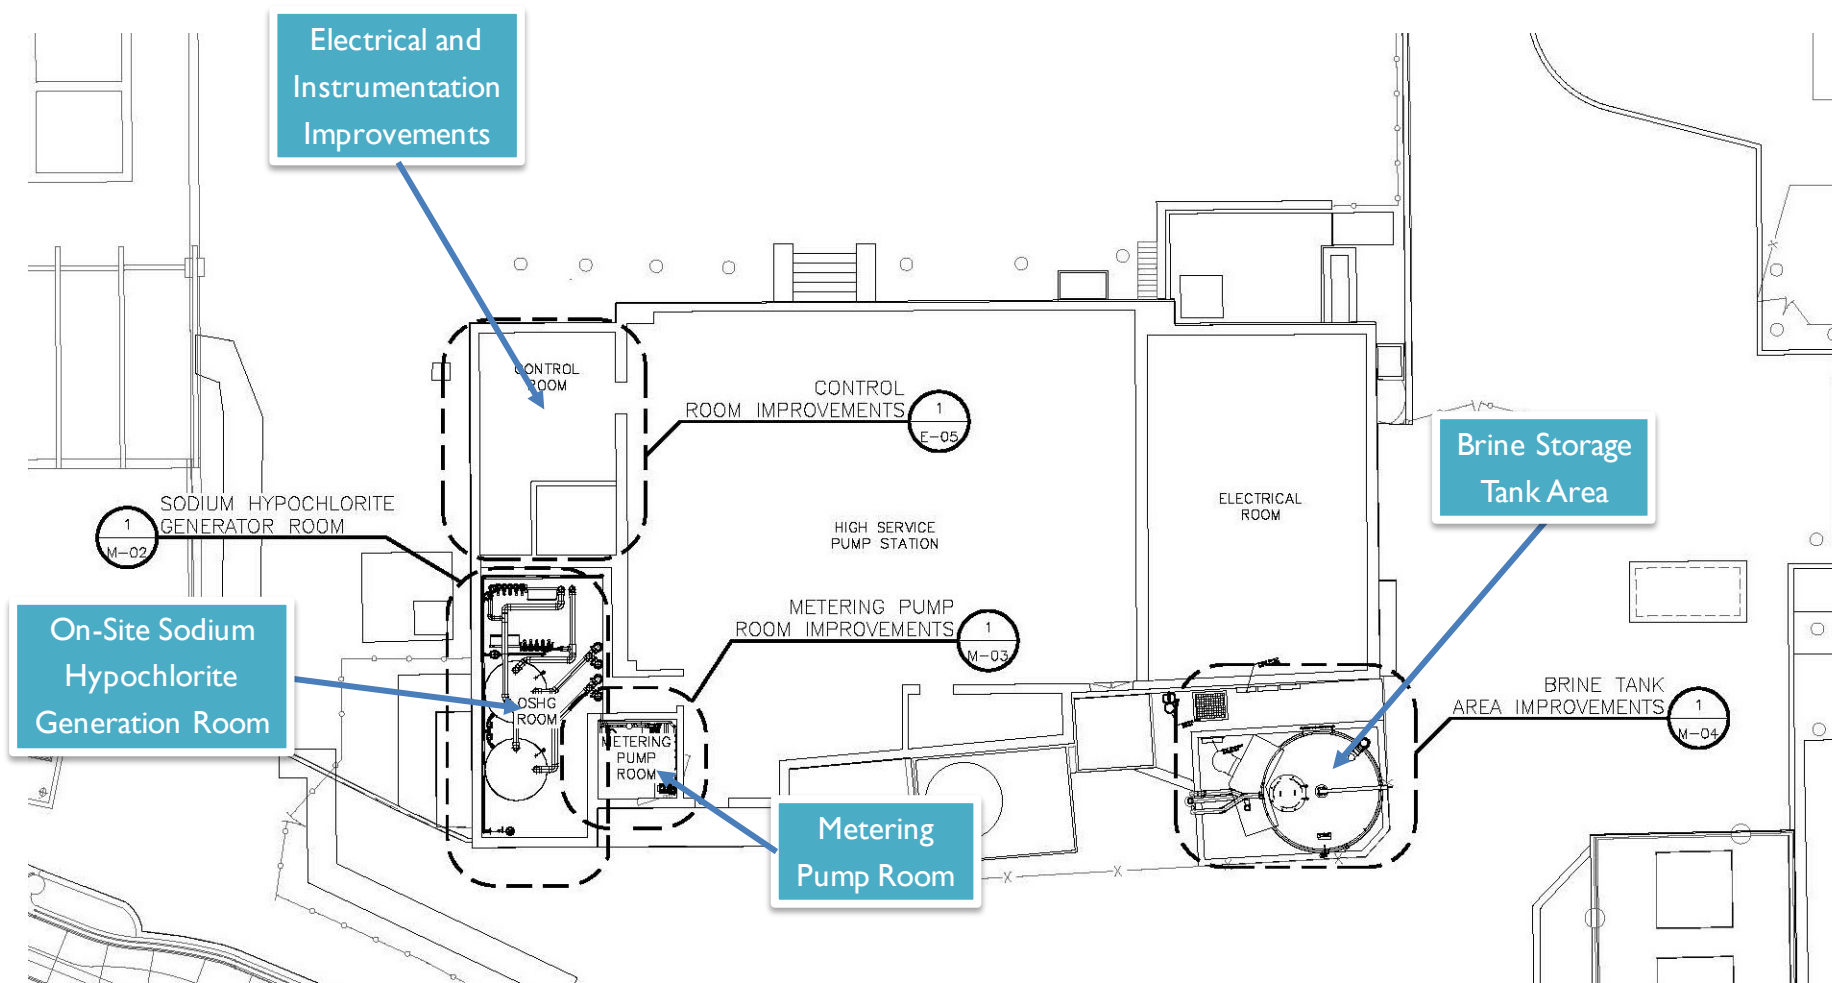 Electrical and
Instrumentation
Improvements
CONTROL
ROOM
CONTROL
ROOM IMPROVEMENTS
1
E-05
Brine Storage
Tank Area
SODIUM HYPOCHLORITE
GENERATOR ROOM
1
M-02
ELECTRICAL
ROOM
HIGH SERVICE
PUMP STATION
On-Site Sodium
Hypochlorite
Generation Room
METERING PUMP
ROOM IMPROVEMENTS
1
M-03
OSHG
ROOM
METERING
PUMP
ROOM
BRINE TANK
AREA IMPROVEMENTS
1
M-04
Metering
Pump Room